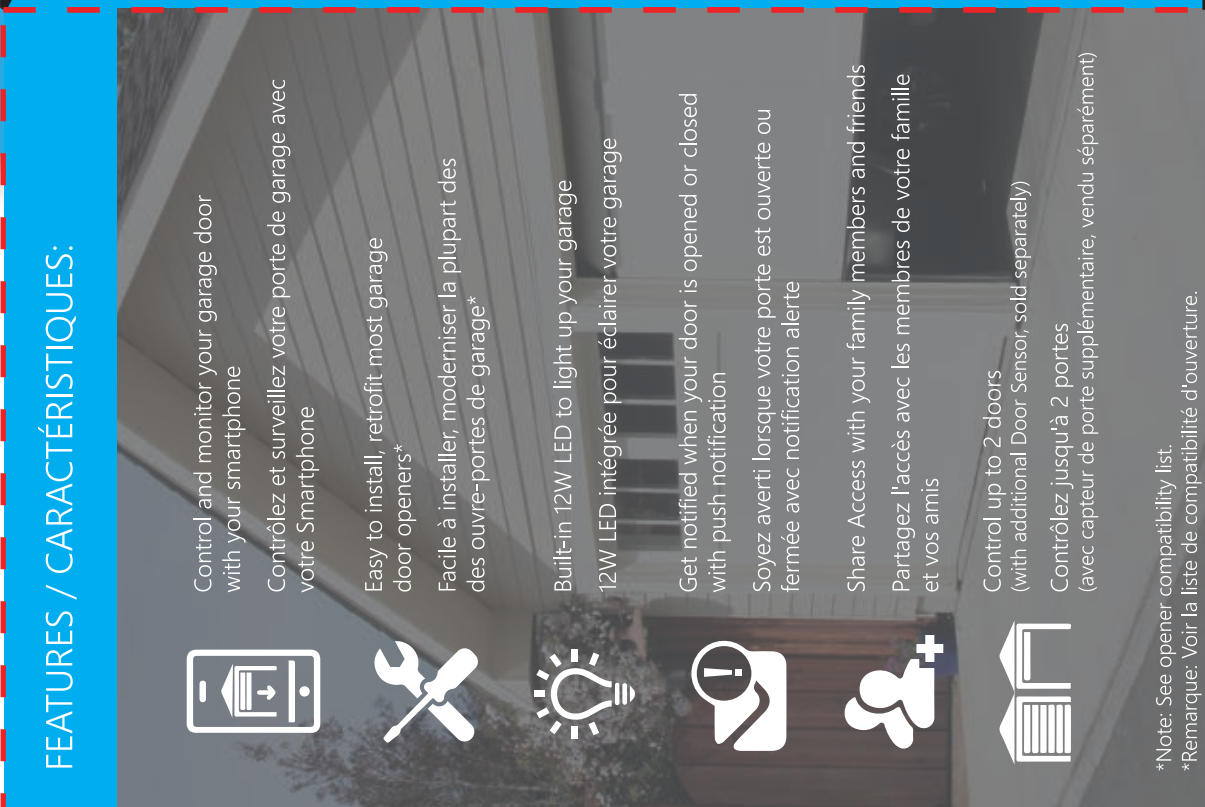 FEATURES / CARACTÉRISTIQUES:
Control and monitor your garage door
with your smartphone
Contrôlez et surveillez votre porte de garage avec
votre Smartphone
Easy to install, retrofit most garage
door openers*
Facile à installer, moderniser la plupart des
des ouvre-portes de garage*
Built-in 12W LED to light up your garage
12W LED intégrée pour éclairer votre garage
Get notified when your door is opened or closed
with push notification
Soyez averti lorsque votre porte est ouverte ou
fermée avec notification alerte
Share Access with your family members and friends
Partagez l'accès avec les membres de votre famille
et vos amis
Control up to 2 doors
(with additional Door Sensor, sold separately)
Contrôlez jusqu'à 2 portes
(avec capteur de porte supplémentaire, vendu séparément)
*Note: See opener compatibility list.
*Remarque: Voir la liste de compatibilité d'ouverture.